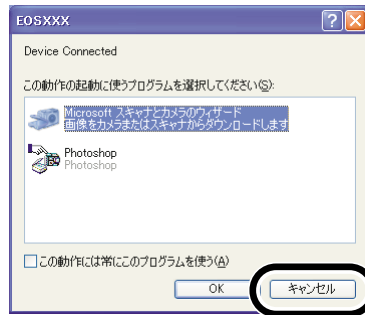 EOSXXX
Device Connected
この動作の起動に使うプログラムを選択してください(S):
Microsoft スキャナとカメラのウィザード
画像をカメラまたはスキャナからダウンロードします
Photoshop
Photoshop
この動作には常にこのプログラムを使う(A)
OK
キャンセル